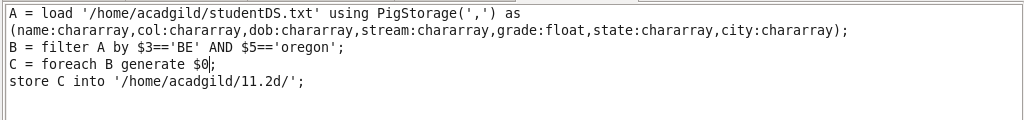 A = load '/home/acadgild/studentDS.txt' using PigStorage(',') as
(name:chararray,col:chararray,dob:chararray,stream:chararray,grade:float,state:chararray,city:chararray);
B = filter A by $3=='BE' AND $5=='oregon';
C = foreach B generate $0;
store C into '/home/acadgild/11.2d/';